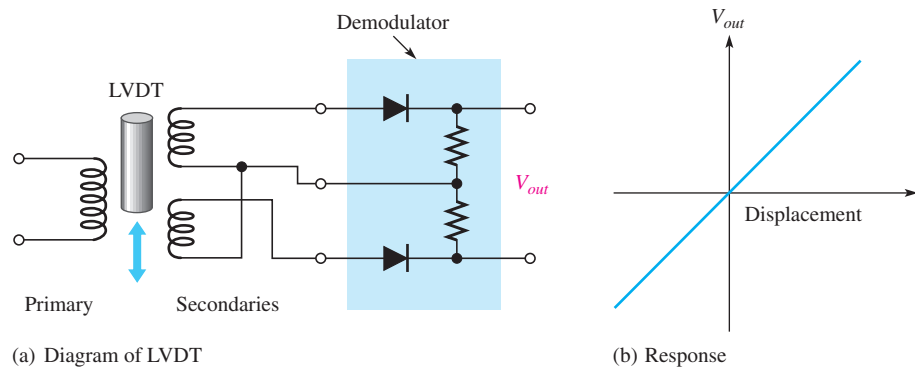 Demodulator
LVDT
V_out
Primary
Secondaries
(a) Diagram of LVDT
V_out
Displacement
(b) Response